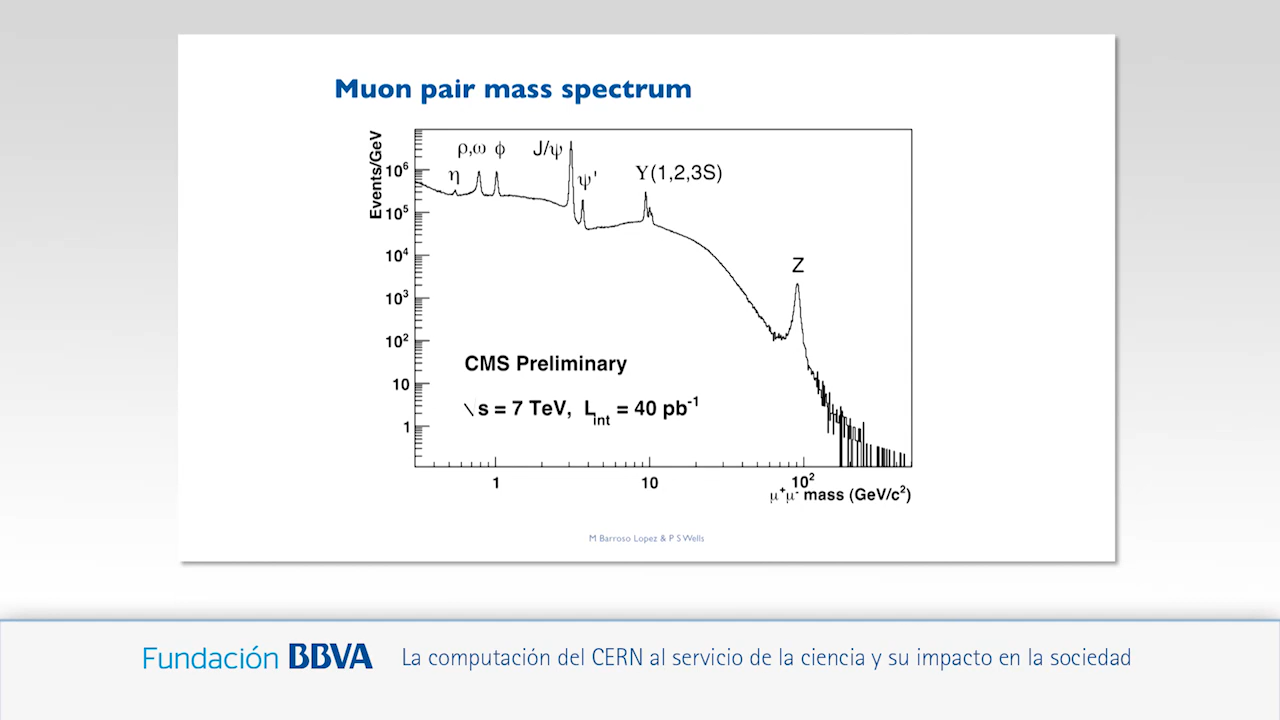 Muon pair mass spectrum
Events/GeV
10⁶
10⁵
10⁴
10³
10²
10
1
η
ρ,ω
ϕ
J/ψ
ψ'
Υ(1,2,3S)
Z
CMS Preliminary
\ s = 7 TeV, L_int = 40 pb⁻¹
1
10
10²
μ⁺μ⁻ mass (GeV/c²)
M Barroso Lopez & P S Wells
Fundación BBVA
La computación del CERN al servicio de la ciencia y su impacto en la sociedad